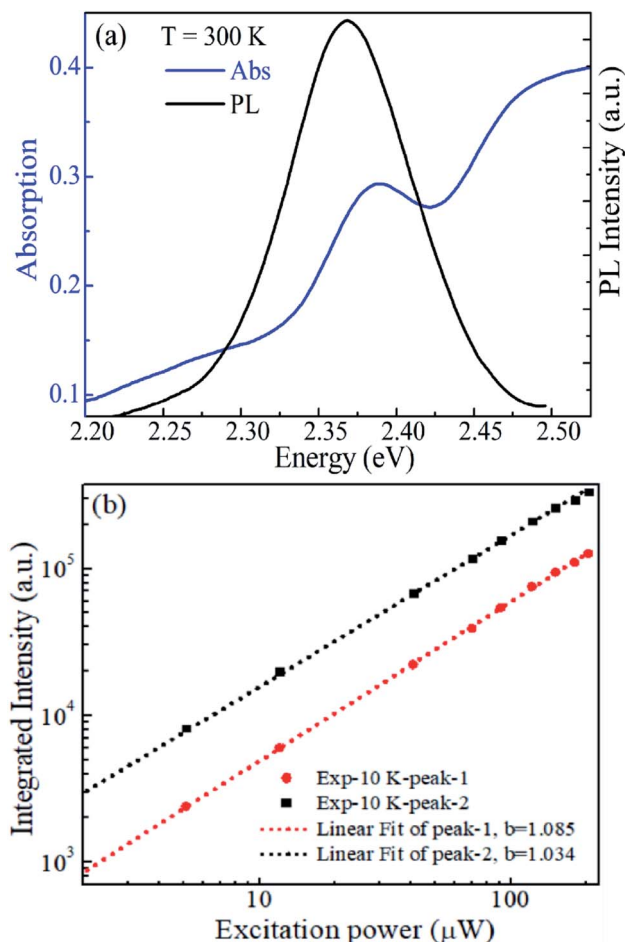 (a)
T = 300 K
Abs
PL
0.4
0.3
0.2
0.1
Absorption
PL Intensity (a.u.)
2.20 2.25 2.30 2.35 2.40 2.45 2.50
Energy (eV)
(b)
10^5
10^4
10^3
Integrated Intensity (a.u.)
Exp-10 K-peak-1
Exp-10 K-peak-2
Linear Fit of peak-1, b=1.085
Linear Fit of peak-2, b=1.034
10 100
Excitation power (μW)